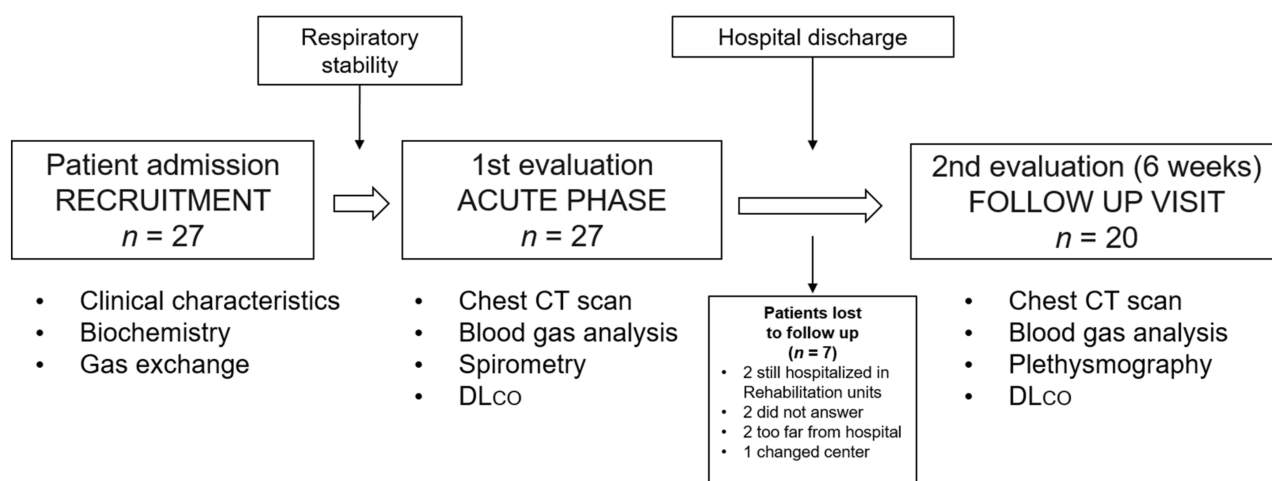 Respiratory
stability
Hospital discharge
Patient admission
RECRUITMENT
n = 27
1st evaluation
ACUTE PHASE
n = 27
2nd evaluation (6 weeks)
FOLLOW UP VISIT
n = 20
• Clinical characteristics
• Biochemistry
• Gas exchange
• Chest CT scan
• Blood gas analysis
• Spirometry
• DLCO
Patients lost
to follow up
(n = 7)
• 2 still hospitalized in
Rehabilitation units
• 2 did not answer
• 2 too far from hospital
• 1 changed center
• Chest CT scan
• Blood gas analysis
• Plethysmography
• DLCO